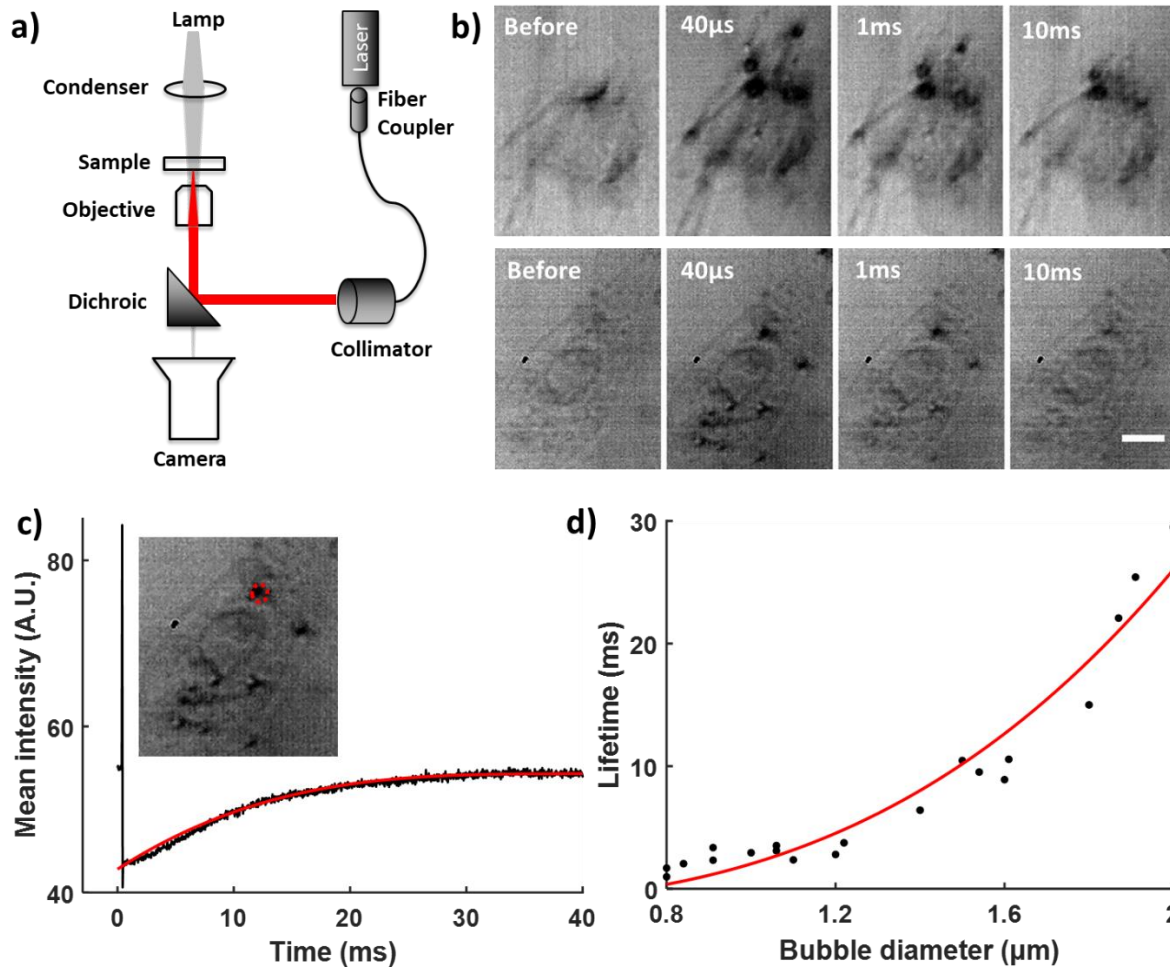 a)
Lamp
Condenser
Sample
Objective
Dichroic
Camera
Laser
Fiber
Coupler
Collimator
b)
Before
40µs
1ms
10ms
Before
40µs
1ms
10ms
c)
Mean intensity (A.U.)
80
60
40
0
10
20
30
40
Time (ms)
d)
Lifetime (ms)
30
20
10
0
0.8
1.2
1.6
2
Bubble diameter (µm)